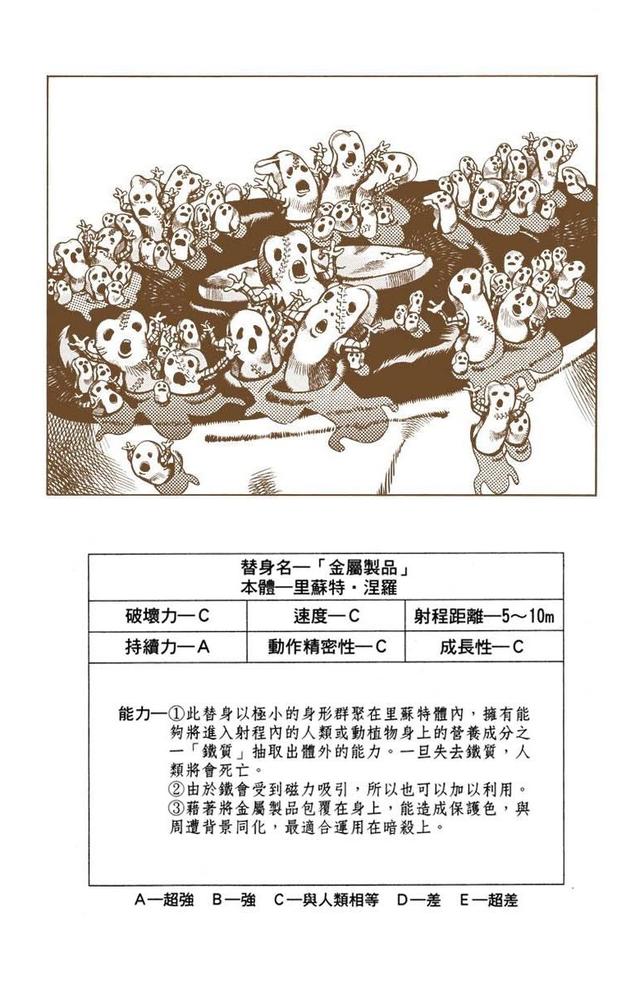 替身名—「金屬製品」
本體—里蘇特・涅羅
破壞力—C 速度—C 射程距離—5～10m
持續力—A 動作精密性—C 成長性—C
能力—①此替身以極小的身形群聚在里蘇特體內，擁有能
夠將進入射程內的人類或動植物身上的營養成分之
一「鐵質」抽取出體外的能力。一旦失去鐵質，人
類將會死亡。
②由於鐵會受到磁力吸引，所以也可以加以利用。
③藉著將金屬製品包覆在身上，能造成保護色，與
周遭背景同化，最適合運用在暗殺上。
A—超強 B—強 C—與人類相等 D—差 E—超差